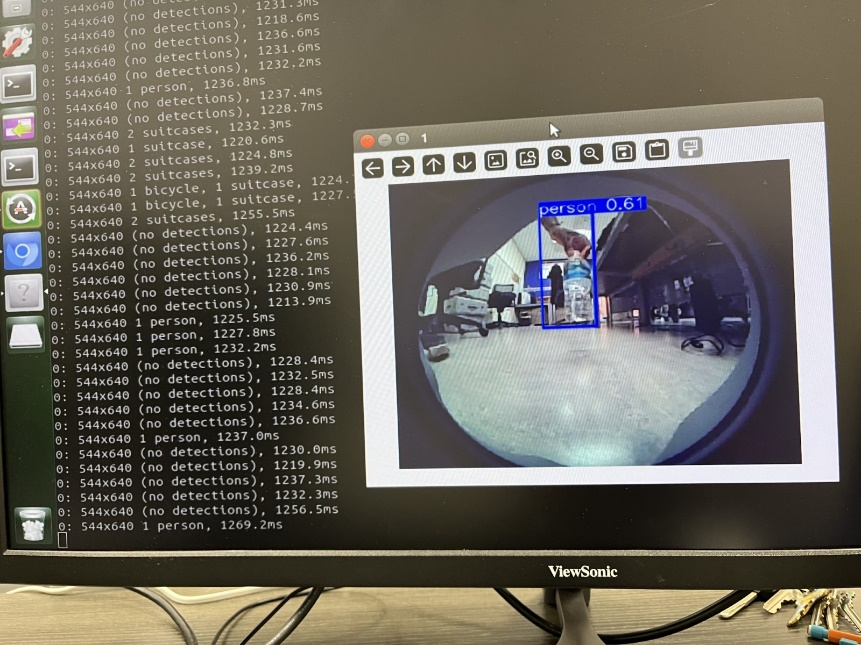 0: 544x640 (no detections), 1231.3ms
0: 544x640 (no detections), 1218.6ms
0: 544x640 (no detections), 1236.6ms
0: 544x640 (no detections), 1231.6ms
0: 544x640 (no detections), 1232.2ms
0: 544x640 1 person, 1236.8ms
0: 544x640 (no detections), 1237.4ms
0: 544x640 (no detections), 1228.7ms
0: 544x640 2 suitcases, 1232.3ms
0: 544x640 1 suitcase, 1220.6ms
0: 544x640 2 suitcases, 1224.8ms
0: 544x640 2 suitcases, 1239.2ms
0: 544x640 1 bicycle, 1 suitcase, 1224.
0: 544x640 1 bicycle, 1 suitcase, 1227.
0: 544x640 2 suitcases, 1255.5ms
0: 544x640 (no detections), 1224.4ms
0: 544x640 (no detections), 1227.6ms
0: 544x640 (no detections), 1236.2ms
0: 544x640 (no detections), 1228.1ms
0: 544x640 (no detections), 1230.9ms
0: 544x640 (no detections), 1213.9ms
0: 544x640 1 person, 1225.5ms
0: 544x640 1 person, 1227.8ms
0: 544x640 1 person, 1232.2ms
0: 544x640 (no detections), 1228.4ms
0: 544x640 (no detections), 1232.5ms
0: 544x640 (no detections), 1228.4ms
0: 544x640 (no detections), 1234.6ms
0: 544x640 (no detections), 1236.6ms
0: 544x640 1 person, 1237.0ms
0: 544x640 (no detections), 1230.0ms
0: 544x640 (no detections), 1219.9ms
0: 544x640 (no detections), 1237.3ms
0: 544x640 (no detections), 1232.3ms
0: 544x640 (no detections), 1256.5ms
0: 544x640 1 person, 1269.2ms
1
person 0.61
ViewSonic